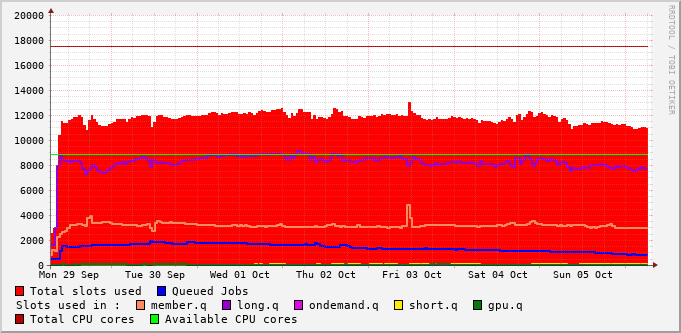 RRDTOOL / TOBI OETIKER
20000
18000
16000
14000
12000
10000
8000
6000
4000
2000
0
Mon 29 Sep Tue 30 Sep Wed 01 Oct Thu 02 Oct Fri 03 Oct Sat 04 Oct Sun 05 Oct
Total slots used Queued Jobs
Slots used in : member.q long.q ondemand.q short.q gpu.q
Total CPU cores Available CPU cores